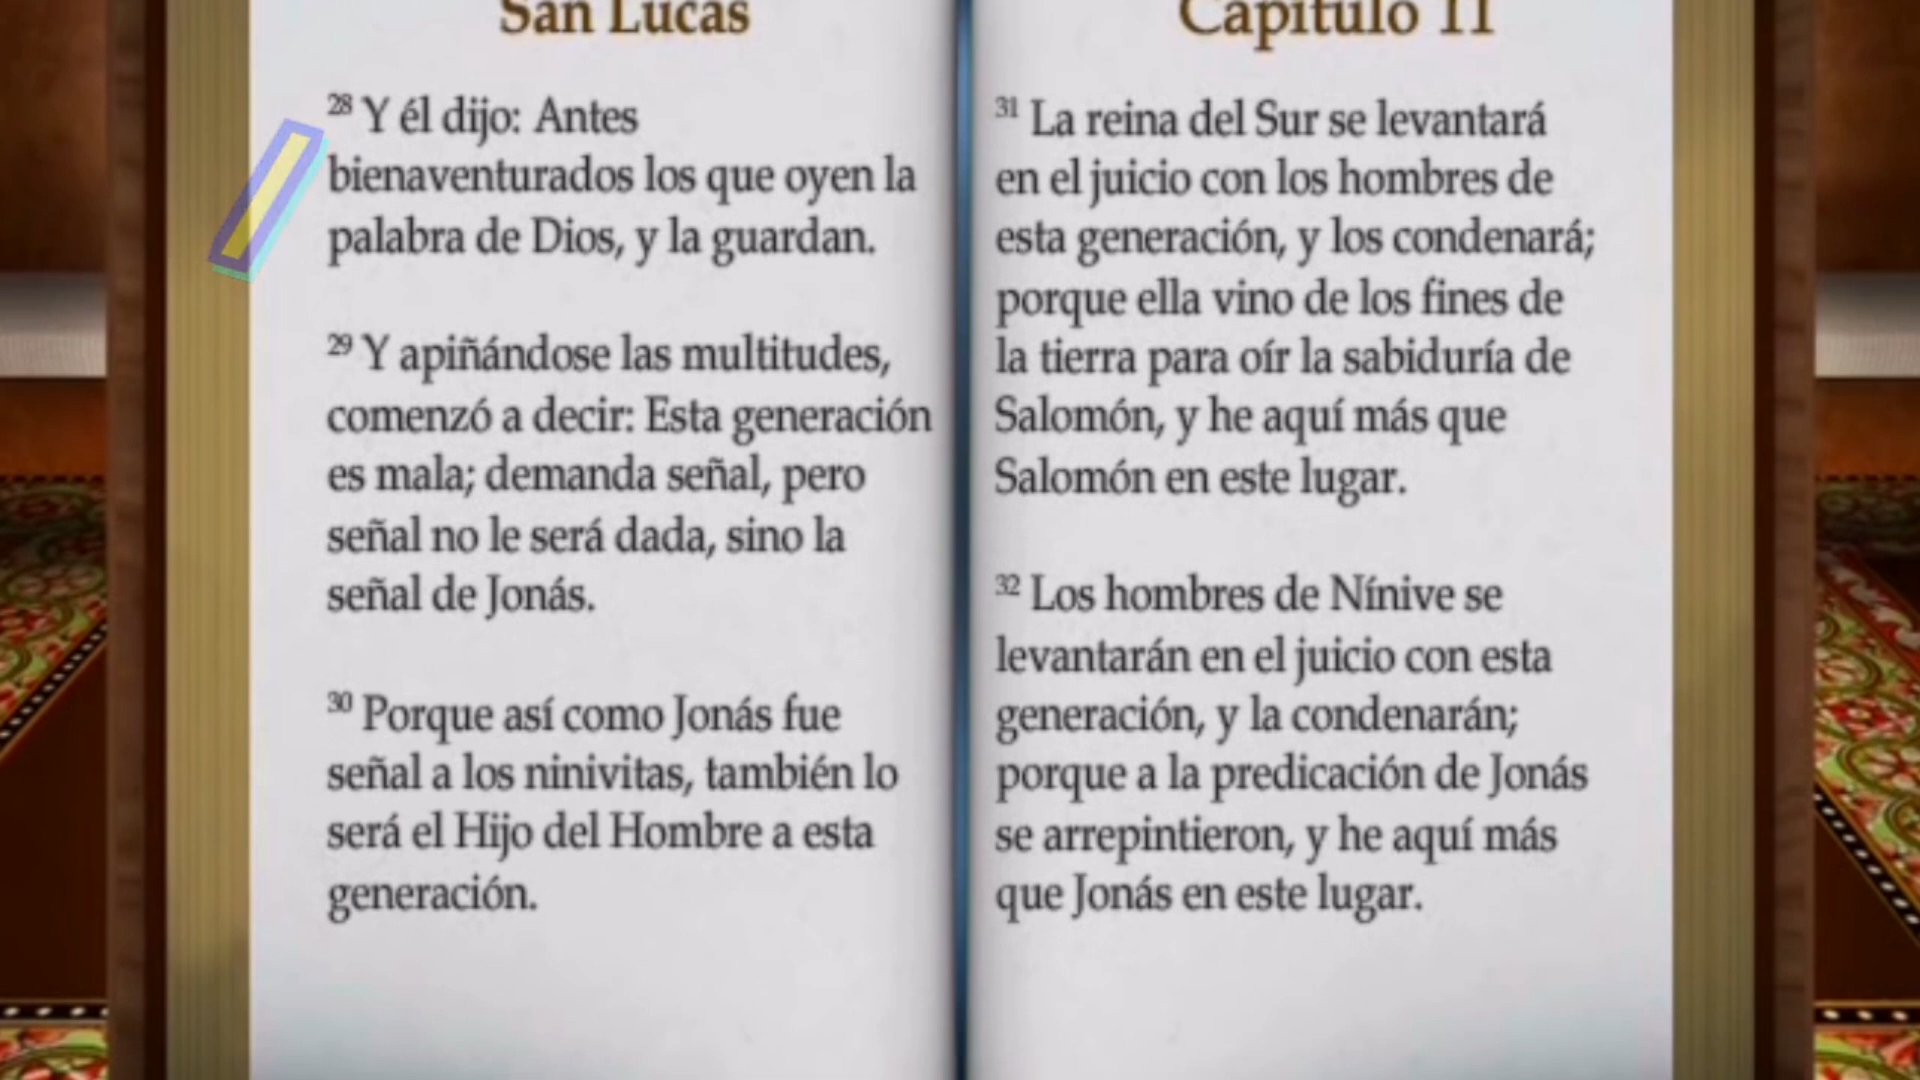 San Lucas
28 Y él dijo: Antes
bienaventurados los que oyen la
palabra de Dios, y la guardan.
29 Y apiñándose las multitudes,
comenzó a decir: Esta generación
es mala; demanda señal, pero
señal no le será dada, sino la
señal de Jonás.
30 Porque así como Jonás fue
señal a los ninivitas, también lo
será el Hijo del Hombre a esta
generación.
Capítulo 11
31 La reina del Sur se levantará
en el juicio con los hombres de
esta generación, y los condenará;
porque ella vino de los fines de
la tierra para oír la sabiduría de
Salomón, y he aquí más que
Salomón en este lugar.
32 Los hombres de Nínive se
levantarán en el juicio con esta
generación, y la condenarán;
porque a la predicación de Jonás
se arrepintieron, y he aquí más
que Jonás en este lugar.